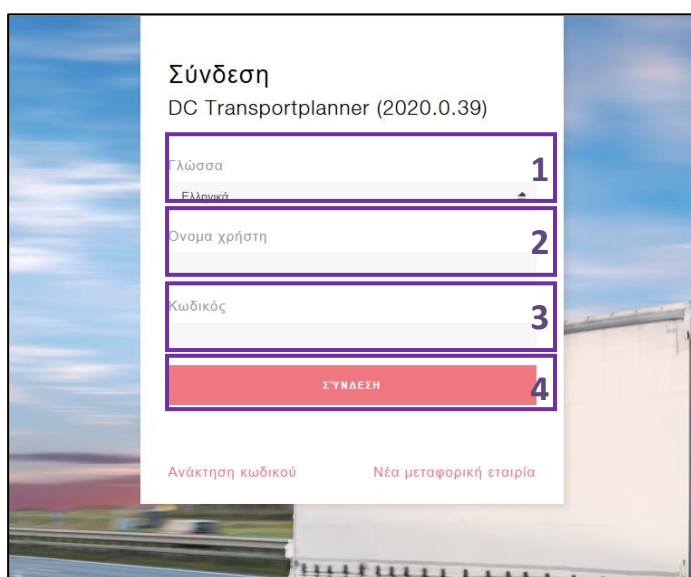 Σύνδεση
DC Transportplanner (2020.0.39)
Γλώσσα 1
Ελληνικά
Όνομα χρήστη 2
Κωδικός 3
ΣΎΝΔΕΣΗ 4
Ανάκτηση κωδικού Νέα μεταφορική εταιρία